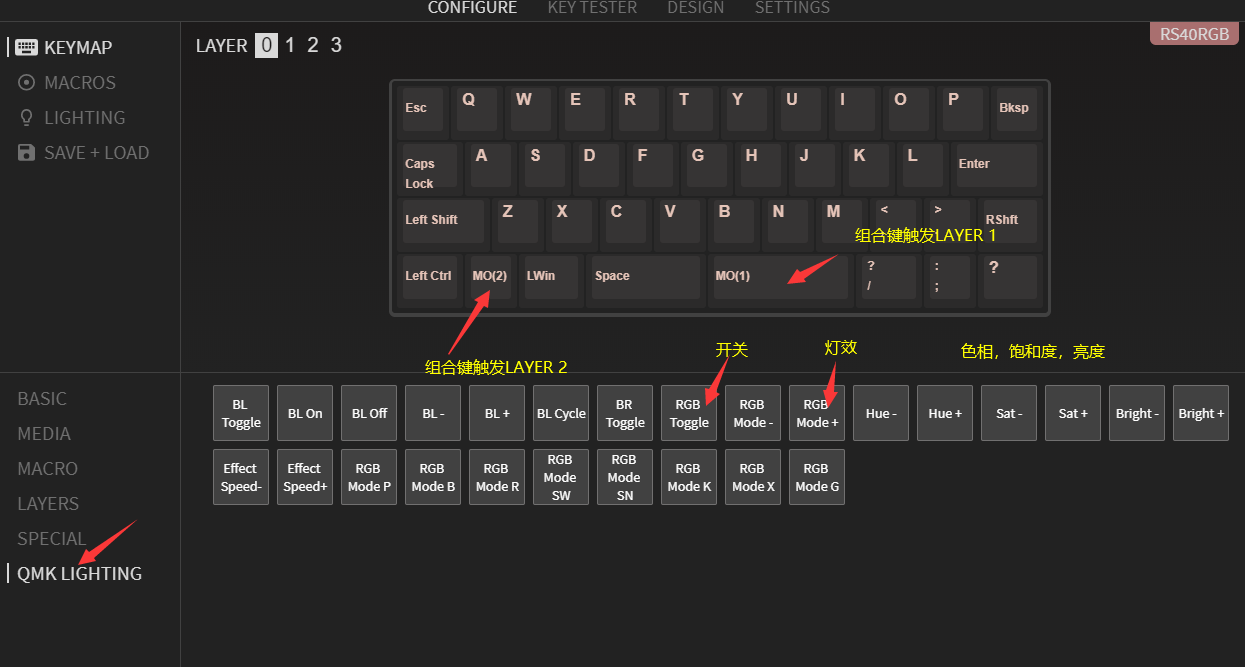 CONFIGURE KEY TESTER DESIGN SETTINGS
RS40RGB
KEYMAP
MACROS
LIGHTING
SAVE + LOAD
LAYER 0 1 2 3
Esc Q W E R T Y U I O P Bksp
Caps Lock A S D F G H J K L Enter
Left Shift Z X C V B N M < > RShft
组合键触发LAYER 1
Left Ctrl MO(2) LWin Space MO(1) ? / : ; ?
组合键触发LAYER 2
开关
灯效
色相，饱和度，亮度
BASIC
MEDIA
MACRO
LAYERS
SPECIAL
QMK LIGHTING
BL Toggle BL On BL Off BL - BL + BL Cycle BR Toggle RGB Toggle RGB Mode - RGB Mode + Hue - Hue + Sat - Sat + Bright - Bright +
Effect Speed- Effect Speed+ RGB Mode P RGB Mode B RGB Mode R RGB Mode SW RGB Mode SN RGB Mode K RGB Mode X RGB Mode G